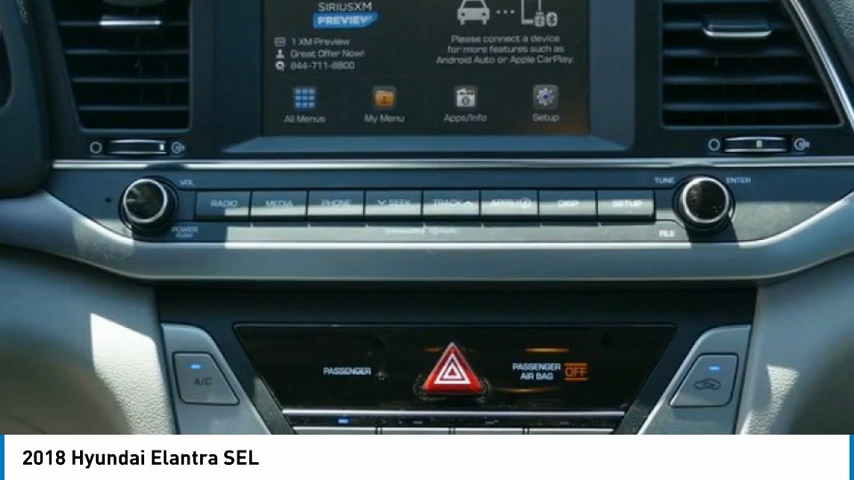 SIRIUSXM
PREVIEW
1 XM Preview
Great Offer Now!
844-711-8800
Please connect a device
for more features such as
Android Auto or Apple CarPlay.
All Menus
My Menu
Apps/Info
Setup
VOL
TUNE
ENTER
RADIO
MEDIA
PHONE
SEEK
TRACK
APPS/
DISP
SETUP
POWER
PUSH
FILE
PASSENGER
PASSENGER
AIR BAG
OFF
A/C
2018 Hyundai Elantra SEL